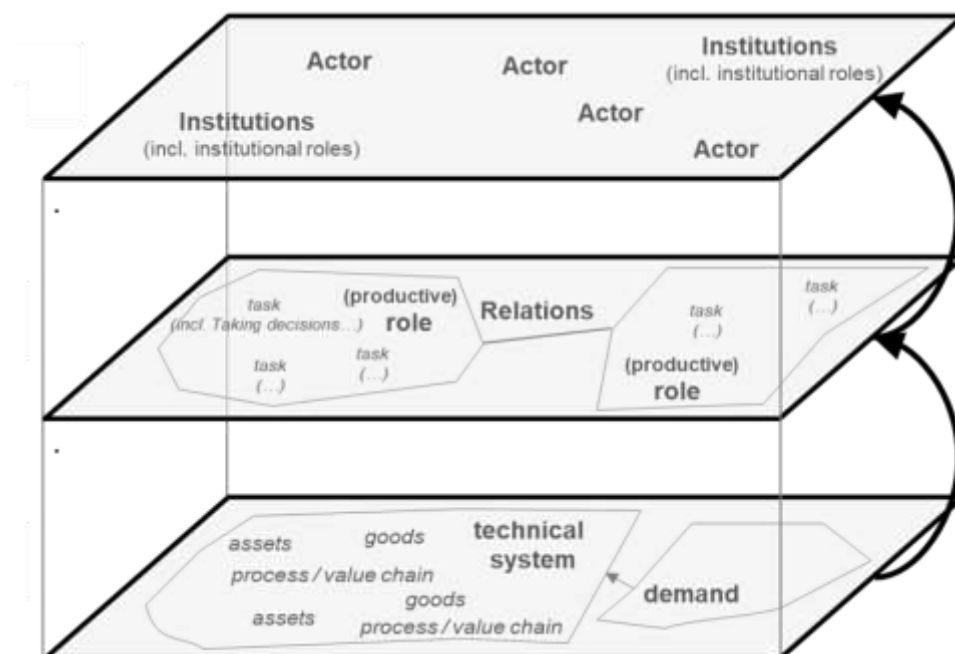 Actor
Actor
Institutions
(incl. institutional roles)
Actor
Institutions
(incl. institutional roles)
Actor
task
(incl. Taking decisions...)
(productive)
role
Relations
task
(...)
task
(...)
task
(...)
task
(...)
(productive)
role
assets
goods
technical
system
process / value chain
goods
assets
process / value chain
demand